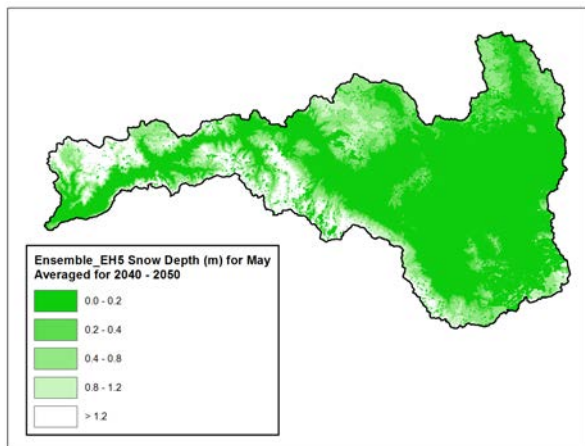 Ensemble_EH5 Snow Depth (m) for May
Averaged for 2040 - 2050
0.0 - 0.2
0.2 - 0.4
0.4 - 0.8
0.8 - 1.2
> 1.2